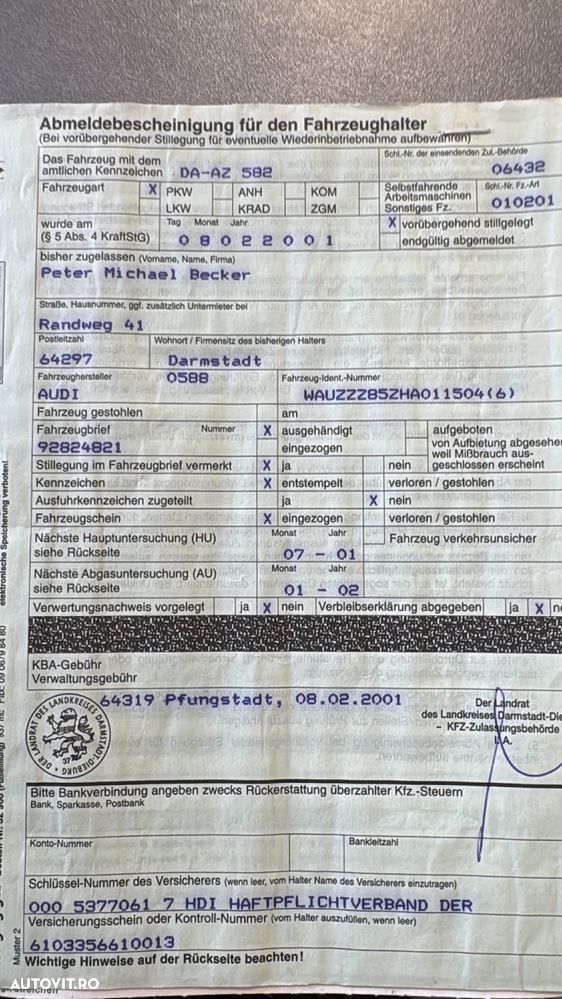 Abmeldebescheinigung für den Fahrzeughalter
(Bei vorübergehender Stillegung für eventuelle Wiederinbetriebnahme aufbewahren)
Das Fahrzeug mit dem
amtlichen Kennzeichen DA-AZ 582
Schl.-Nr. der einsendenden Zul.-Behörde
06432
Fahrzeugart X PKW ANH KOM
LKW KRAD ZGM
Selbstfahrende
Arbeitsmaschinen
Sonstiges Fz.
Schl.-Nr. Fz.-Art
010201
wurde am
(§ 5 Abs. 4 KraftStG)
Tag Monat Jahr
08022001
X vorübergehend stillgelegt
endgültig abgemeldet
bisher zugelassen (Vorname, Name, Firma)
Peter Michael Becker
Straße, Hausnummer, ggf. zusätzlich Untermieter bei
Randweg 41
Postleitzahl Wohnort / Firmensitz des bisherigen Halters
64297 Darmstadt
Fahrzeughersteller 0588 Fahrzeug-Ident.-Nummer
AUDI WAUZZZ85ZHA011504(6)
Fahrzeug gestohlen am
Fahrzeugbrief Nummer X ausgehändigt aufgeboten
92824821 eingezogen
von Aufbietung abgesehe
weil Mißbrauch aus-
geschlossen erscheint
Stillegung im Fahrzeugbrief vermerkt X ja nein
Kennzeichen X entstempelt verloren / gestohlen
Ausfuhrkennzeichen zugeteilt ja X nein
Fahrzeugschein X eingezogen verloren / gestohlen
Nächste Hauptuntersuchung (HU)
siehe Rückseite
Monat Jahr
07 - 01
Fahrzeug verkehrsunsicher
Nächste Abgasuntersuchung (AU)
siehe Rückseite
Monat Jahr
01 - 02
Verwertungsnachweis vorgelegt ja X nein Verbleibserklärung abgegeben ja X ne
KBA-Gebühr
Verwaltungsgebühr
64319 Pfungstadt, 08.02.2001
Der Landrat
des Landkreises Darmstadt-Die
- KFZ-Zulassungsbehörde
I.A.
DER LANDRAT DES LANDKREISES DARMSTADT-DIEBURG
37
Bitte Bankverbindung angeben zwecks Rückerstattung überzahlter Kfz.-Steuern
Bank, Sparkasse, Postbank
Konto-Nummer Bankleitzahl
Schlüssel-Nummer des Versicherers (wenn leer, vom Halter Name des Versicherers einzutragen)
000 5377061 7 HDI HAFTPFLICHTVERBAND DER
Versicherungsschein oder Kontroll-Nummer (vom Halter auszufüllen, wenn leer)
6103356610013
Wichtige Hinweise auf der Rückseite beachten!
Muster 2
elektronische Speicherung verboten!
AUTOVIT.RO